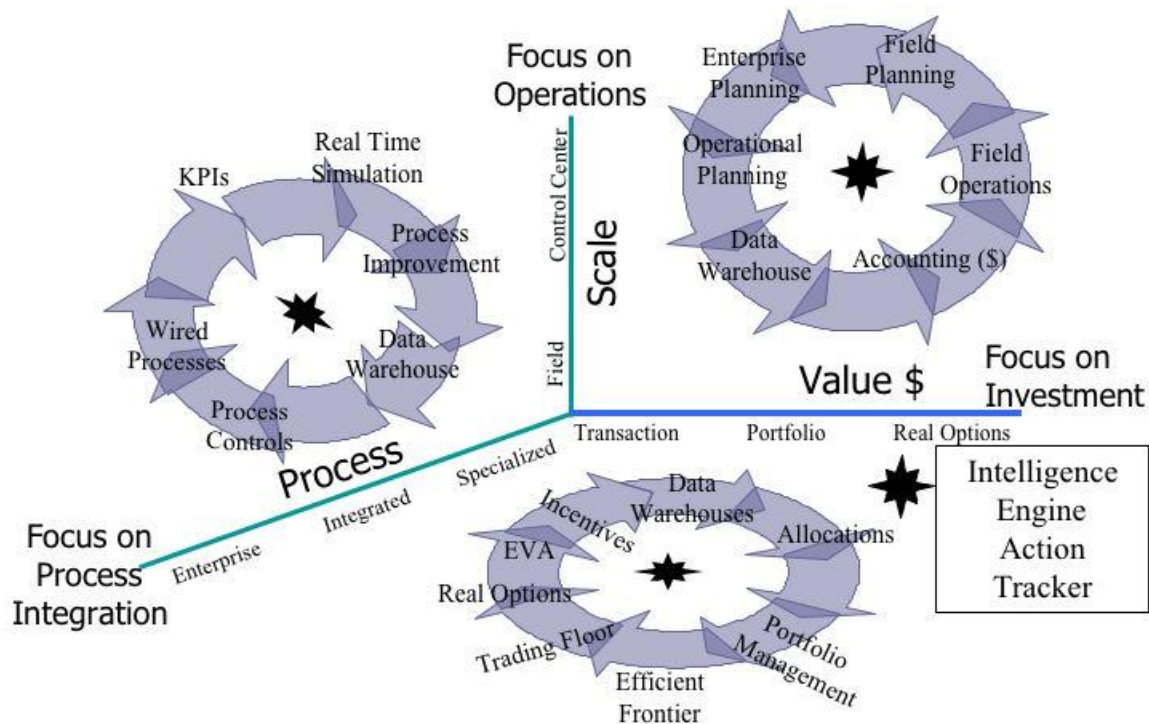 Focus on
Operations
Enterprise
Planning
Field
Planning
Operational
Planning
Field
Operations
Data
Warehouse
Accounting ($)
KPIs
Real Time
Simulation
Process
Improvement
Wired
Processes
Data
Warehouse
Process
Controls
Control Center
Field
Scale
Value $
Focus on
Investment
Transaction
Portfolio
Real Options
Process
Specialized
Integrated
Enterprise
Focus on
Process
Integration
Incentives
Data
Warehouses
Allocations
EVA
Real Options
Trading Floor
Efficient
Frontier
Portfolio
Management
Intelligence
Engine
Action
Tracker